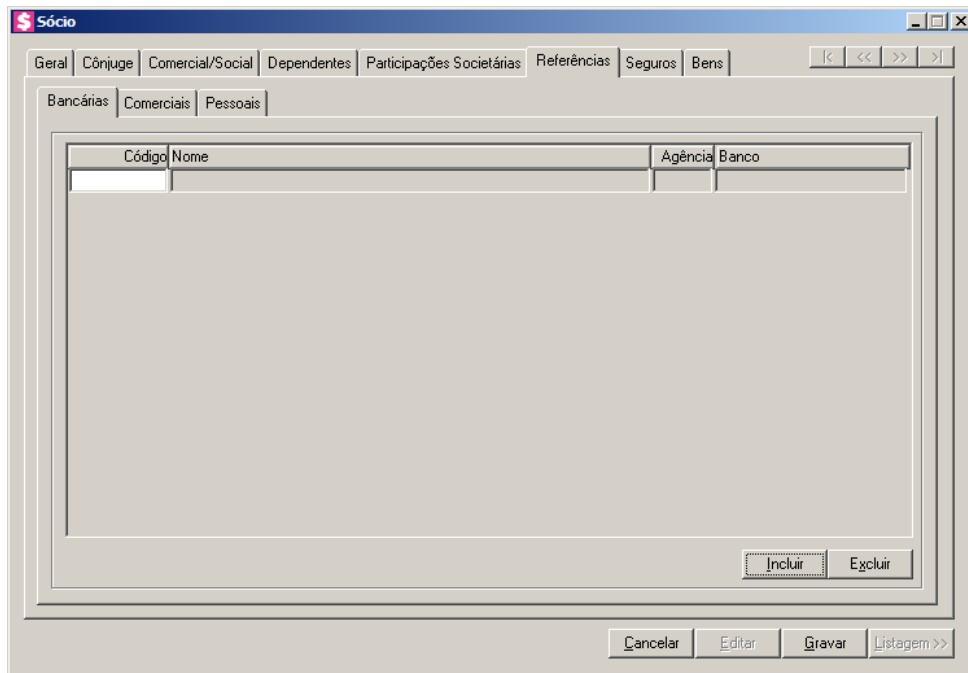 $ Sócio
Geral Cônjuge Comercial/Social Dependentes Participações Societárias Referências Seguros Bens |< << >> >|
Bancárias Comerciais Pessoais
Código Nome Agência Banco
Incluir Excluir
Cancelar Editar Gravar Listagem >>